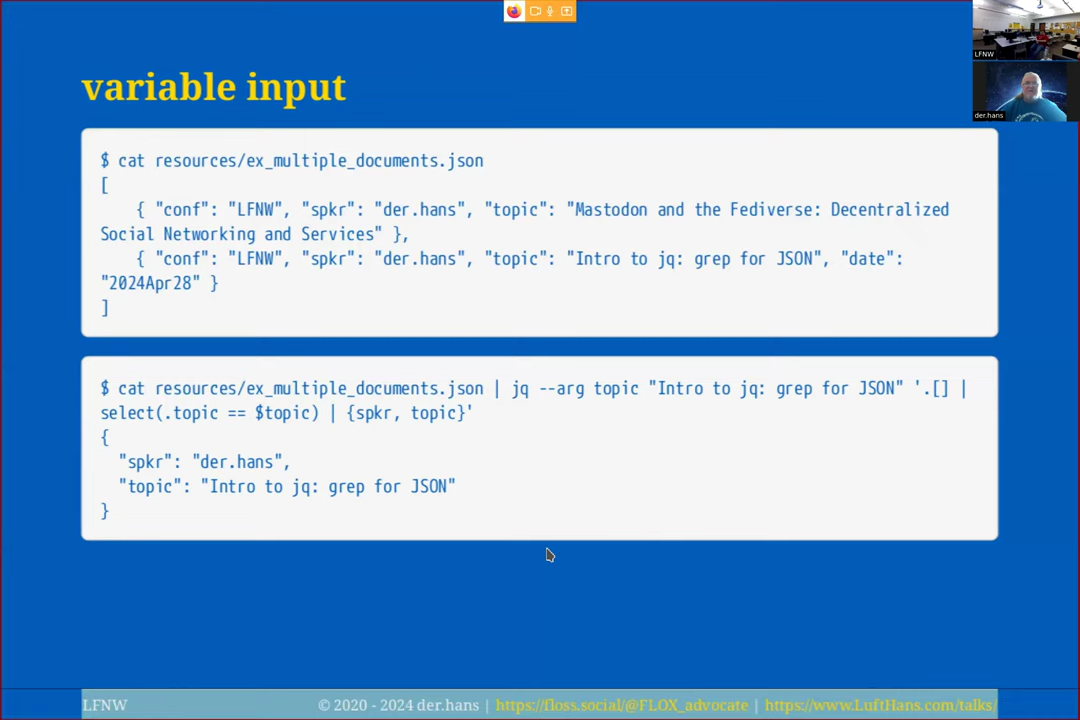 LFNW
der.hans
variable input
$ cat resources/ex_multiple_documents.json
[
    { "conf": "LFNW", "spkr": "der.hans", "topic": "Mastodon and the Fediverse: Decentralized
Social Networking and Services" },
    { "conf": "LFNW", "spkr": "der.hans", "topic": "Intro to jq: grep for JSON", "date":
"2024Apr28" }
]
$ cat resources/ex_multiple_documents.json | jq --arg topic "Intro to jq: grep for JSON" '.[] |
select(.topic == $topic) | {spkr, topic}'
{
  "spkr": "der.hans",
  "topic": "Intro to jq: grep for JSON"
}
LFNW © 2020 - 2024 der.hans | https://floss.social/@FLOX_advocate | https://www.LuftHans.com/talks/